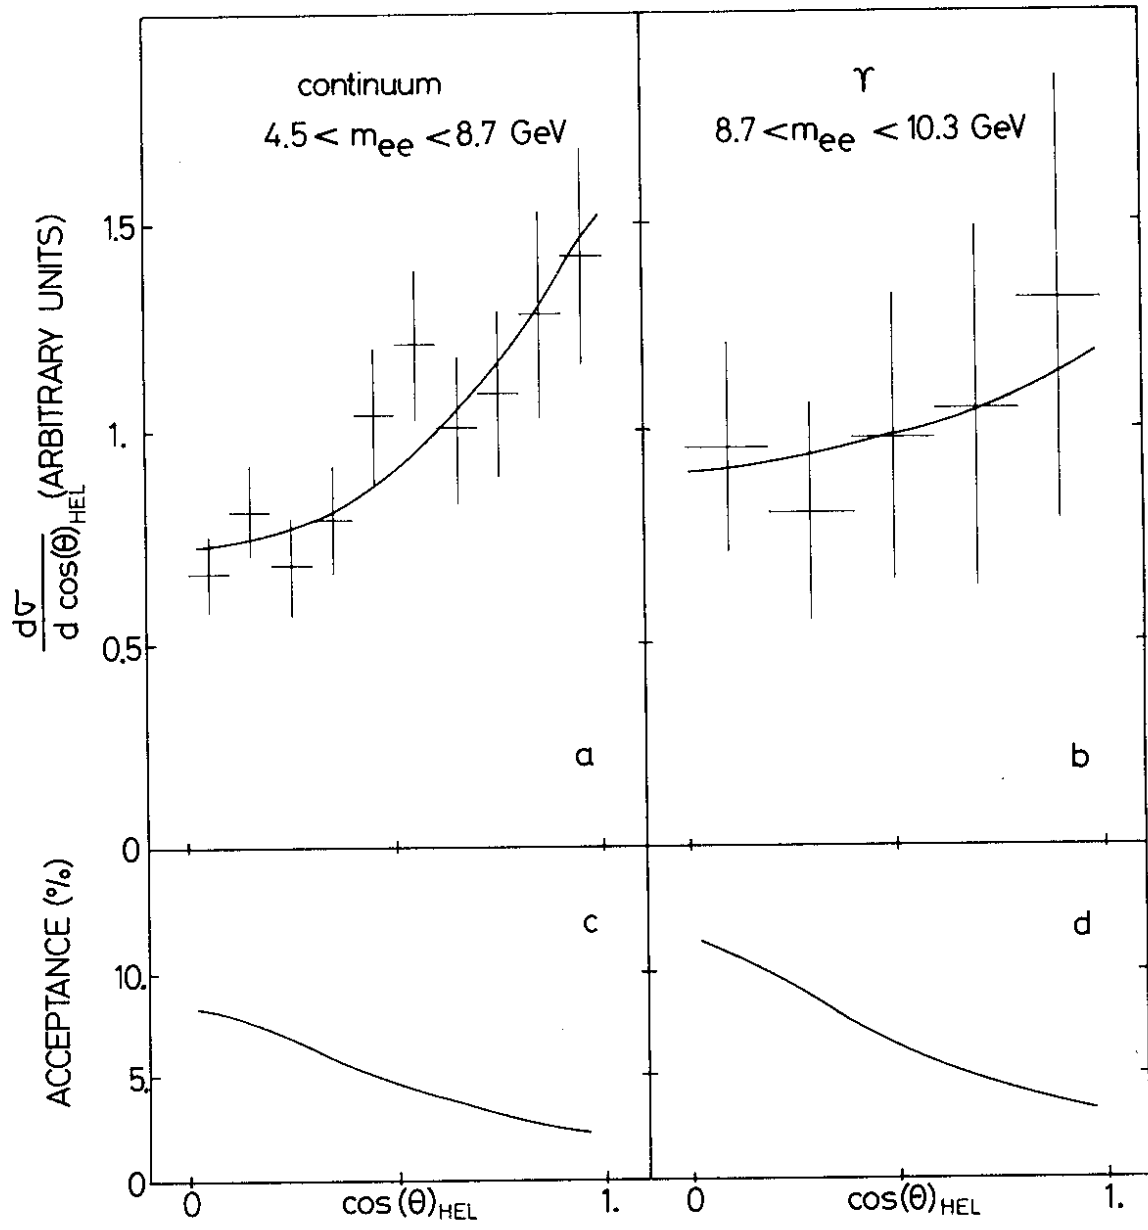 continuum
4.5 < mee < 8.7 GeV
ϒ
8.7 < mee < 10.3 GeV
dσ
d cos(θ)HEL (ARBITRARY UNITS)
1.5
1.
0.5
0
a
b
ACCEPTANCE (%)
10.
5.
0
c
d
0 cos(θ)HEL 1.
0 cos(θ)HEL 1.